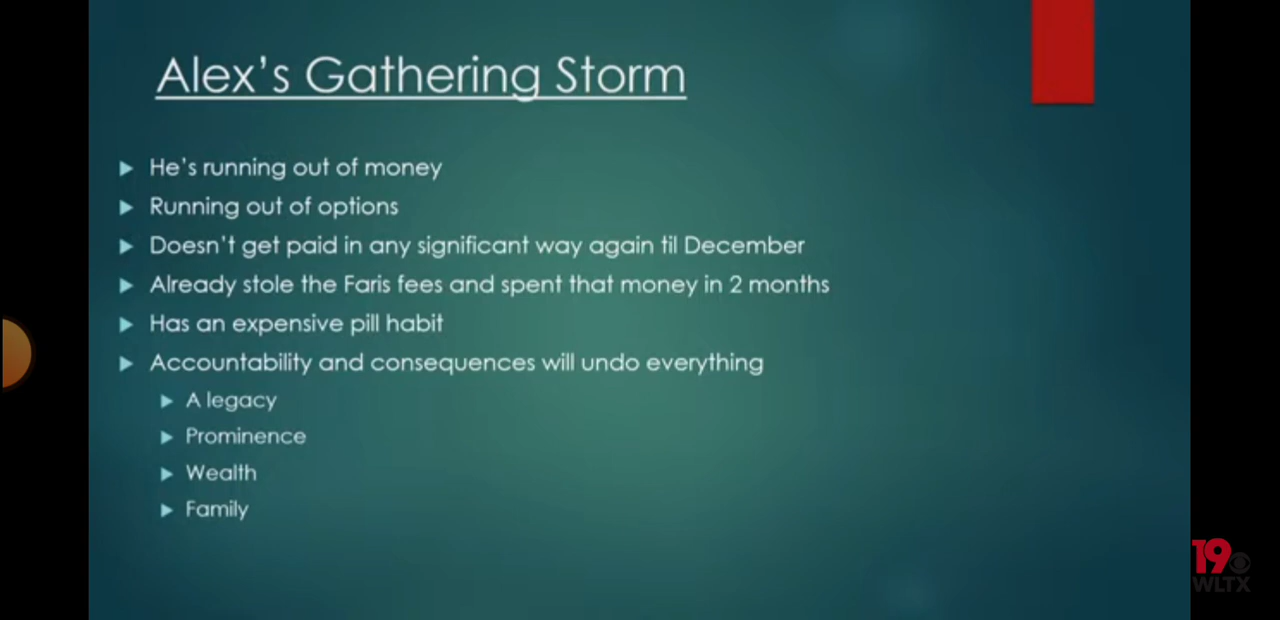 Alex's Gathering Storm
He's running out of money
Running out of options
Doesn't get paid in any significant way again til December
Already stole the Faris fees and spent that money in 2 months
Has an expensive pill habit
Accountability and consequences will undo everything
A legacy
Prominence
Wealth
Family
19
WLTX